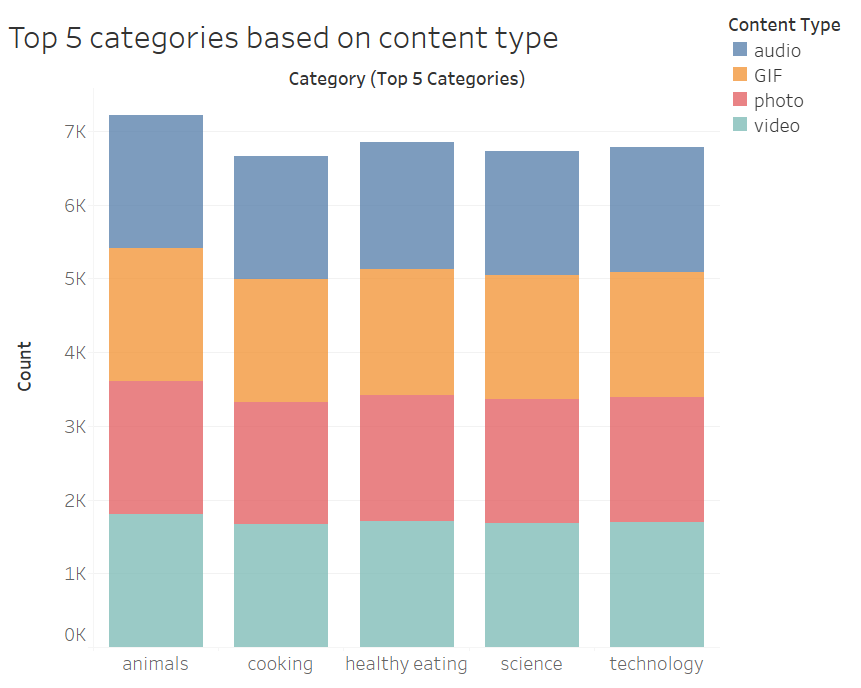 Top 5 categories based on content type
Content Type
audio
GIF
photo
video
Category (Top 5 Categories)
7K
6K
5K
4K
3K
2K
1K
0K
Count
animals
cooking
healthy eating
science
technology